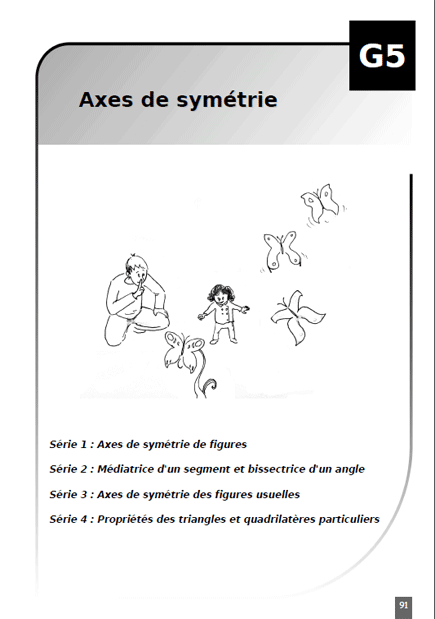 G5
Axes de symétrie
Série 1 : Axes de symétrie de figures
Série 2 : Médiatrice d'un segment et bissectrice d'un angle
Série 3 : Axes de symétrie des figures usuelles
Série 4 : Propriétés des triangles et quadrilatères particuliers
91